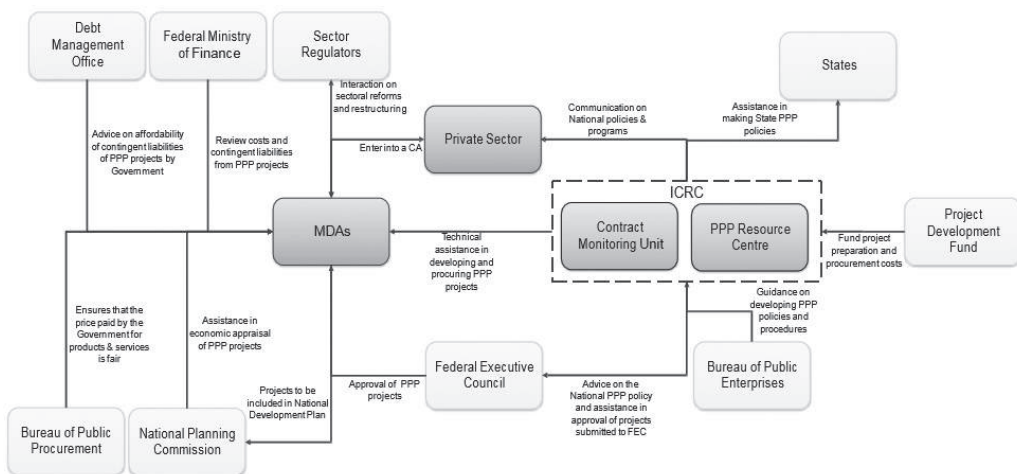 Debt
Management
Office
Federal Ministry
of Finance
Sector
Regulators
States
Interaction on
sectoral reforms
and restructuring
Communication on
National policies &
programs
Assistance in
making State PPP
policies
Advice on affordability
of contingent liabilities
of PPP projects by
Government
Review costs and
contingent liabilities
from PPP projects
Enter into a CA
Private Sector
ICRC
MDAs
Contract
Monitoring Unit
PPP Resource
Centre
Project
Development
Fund
Technical
assistance in
developing and
procuring PPP
projects
Fund project
preparation and
procurement costs
Ensures that the
price paid by the
Government for
products & services
is fair
Assistance in
economic appraisal
of PPP projects
Guidance on
developing PPP
policies and
procedures
Federal Executive
Council
Bureau of Public
Enterprises
Projects to be
included in National
Development Plan
Approval of PPP
projects
Advice on the
National PPP policy
and assistance in
approval of projects
submitted to FEC
Bureau of Public
Procurement
National Planning
Commission